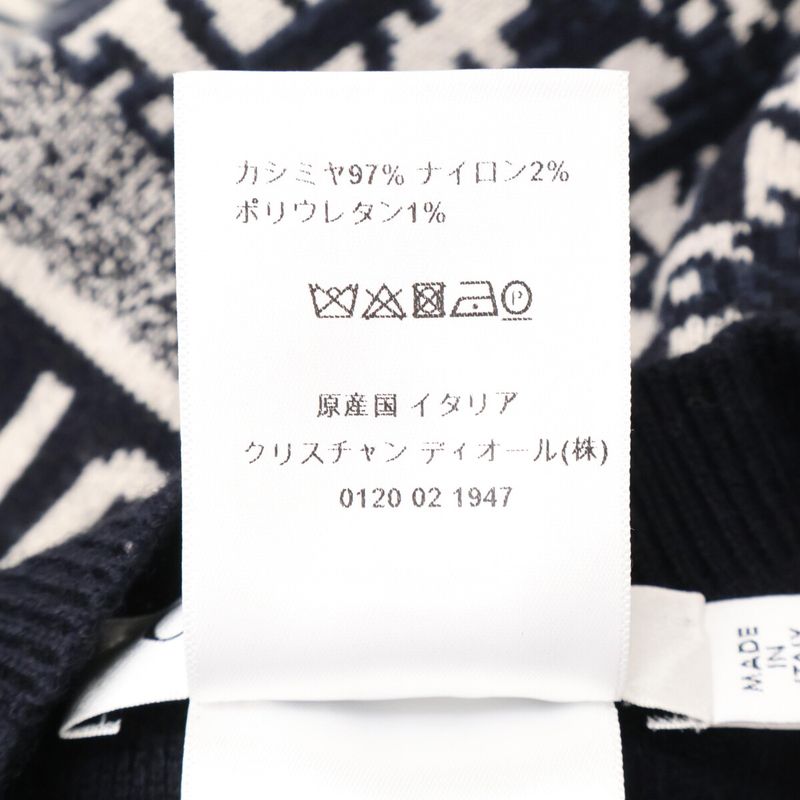 カシミヤ97% ナイロン2%
ポリウレタン1%
P
原産国 イタリア
クリスチャン ディオール(株)
0120 02 1947
MADE
IN
ITALY